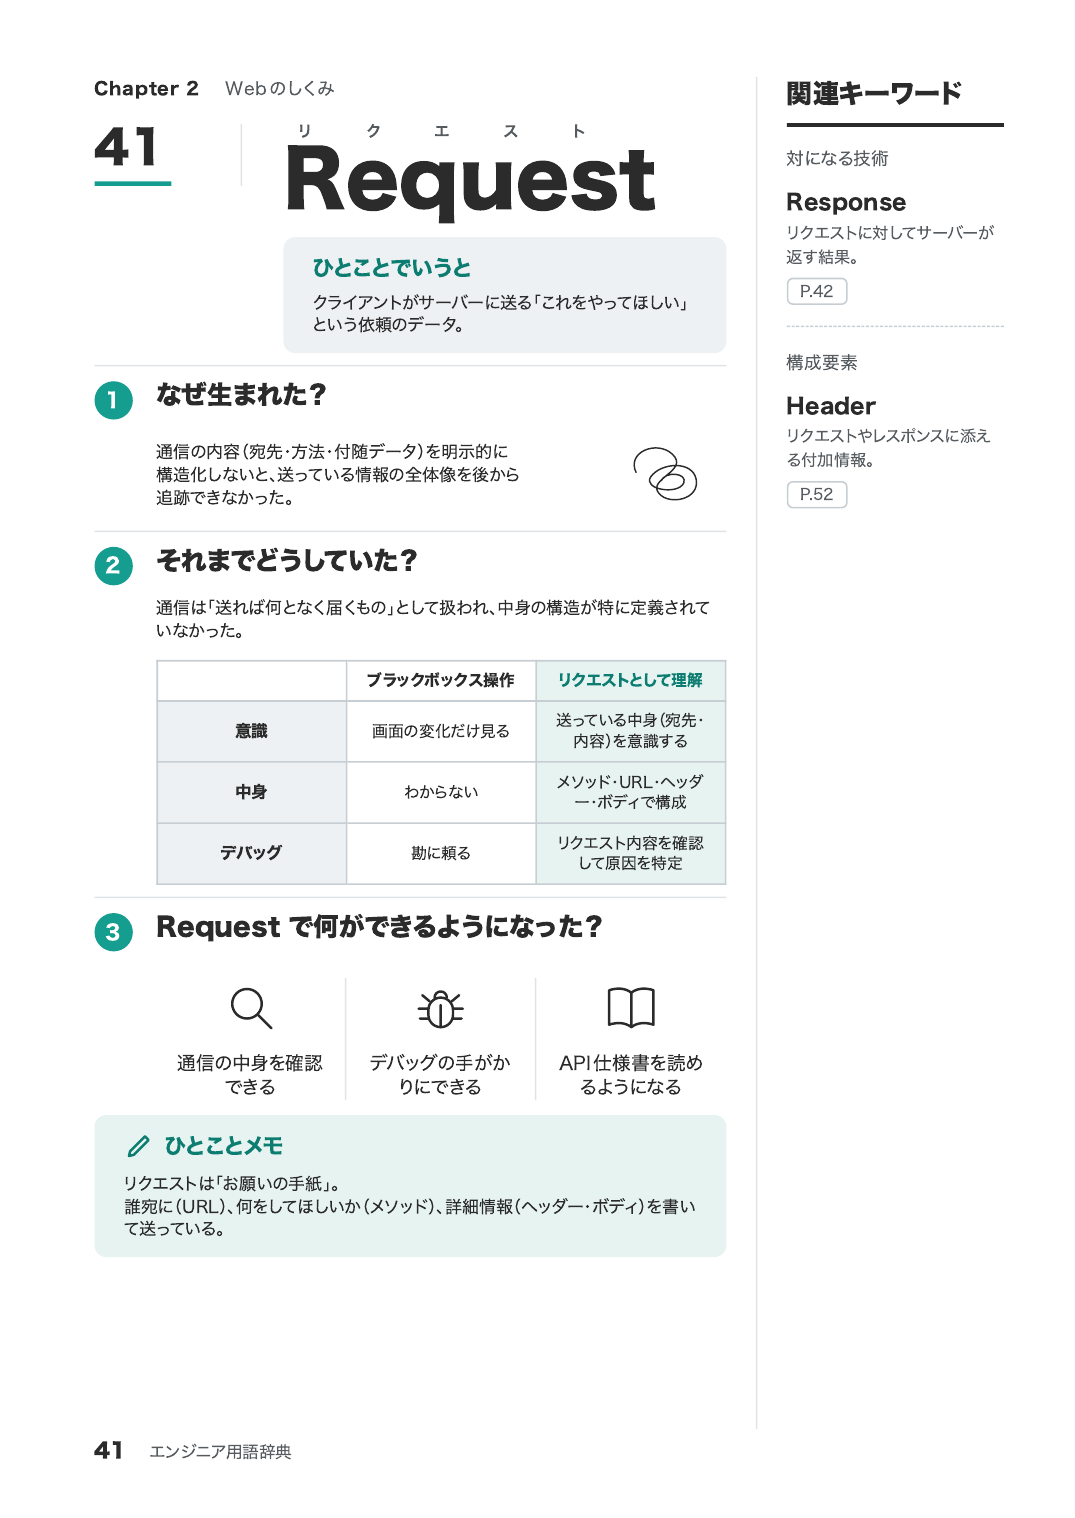 Chapter 2 Webのしくみ
41
リクエスト
Request
ひとことでいうと
クライアントがサーバーに送る「これをやってほしい」
という依頼のデータ。
1 なぜ生まれた？
通信の内容（宛先・方法・付随データ）を明示的に
構造化しないと、送っている情報の全体像を後から
追跡できなかった。
2 それまでどうしていた？
通信は「送れば何となく届くもの」として扱われ、中身の構造が特に定義されて
いなかった。
ブラックボックス操作 リクエストとして理解
意識 画面の変化だけ見る 送っている中身（宛先・
内容）を意識する
中身 わからない メソッド・URL・ヘッダ
ー・ボディで構成
デバッグ 勘に頼る リクエスト内容を確認
して原因を特定
3 Request で何ができるようになった？
通信の中身を確認
できる
デバッグの手がか
りにできる
API仕様書を読め
るようになる
ひとことメモ
リクエストは「お願いの手紙」。
誰宛に（URL）、何をしてほしいか（メソッド）、詳細情報（ヘッダー・ボディ）を書い
て送っている。
関連キーワード
対になる技術
Response
リクエストに対してサーバーが
返す結果。
P.42
構成要素
Header
リクエストやレスポンスに添え
る付加情報。
P.52
41 エンジニア用語辞典